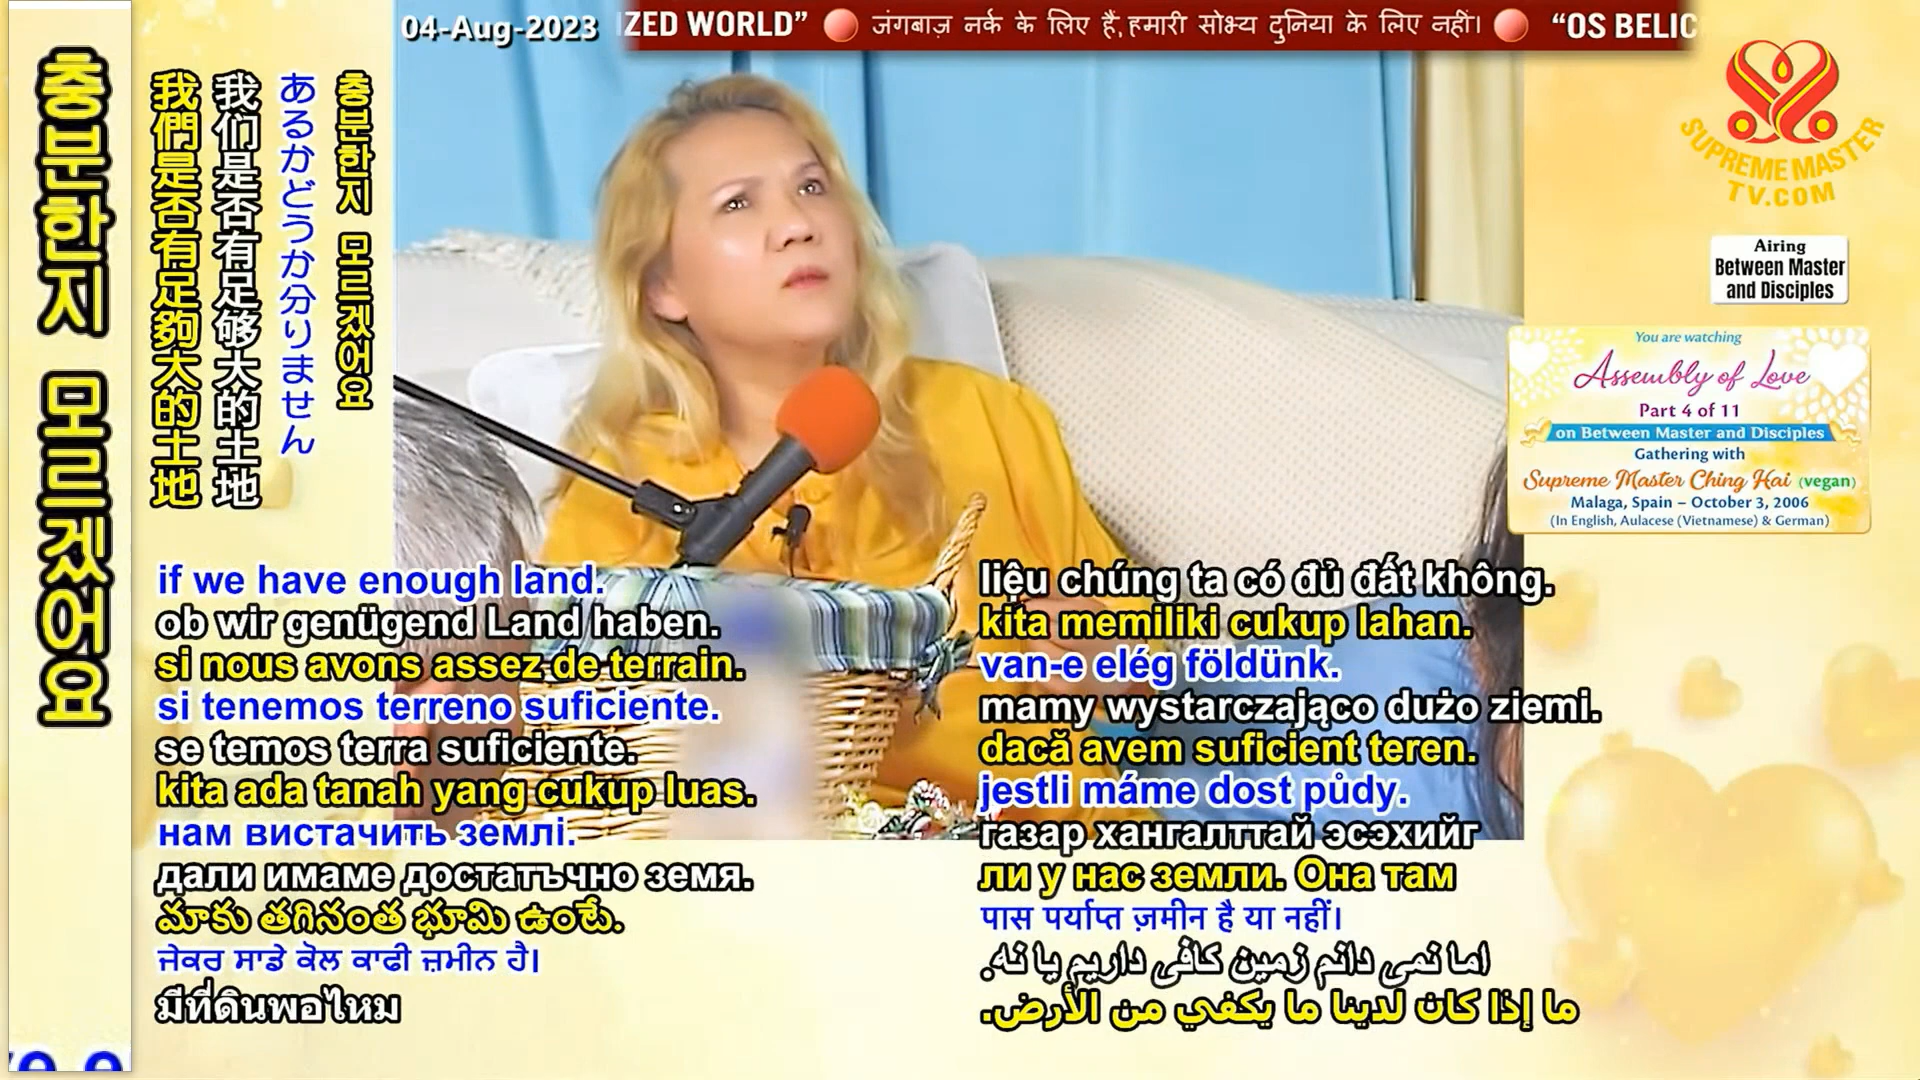 04-Aug-2023
IZED WORLD” 🔴 जंगबाज़ नर्क के लिए हैं, हमारी सोभ्य दुनिया के लिए नहीं। 🔴 “OS BELIC
SUPREME MASTER
TV.COM
Airing
Between Master
and Disciples
You are watching
Assembly of Love
Part 4 of 11
on Between Master and Disciples
Gathering with
Supreme Master Ching Hai (vegan)
Malaga, Spain – October 3, 2006
(In English, Aulacese (Vietnamese) & German)
충분한지 모르겠어요
我們是否有足夠大的土地
我们是否有足够大的土地
あるかどうか分りません
충분한지 모르겠어요
if we have enough land.
ob wir genügend Land haben.
si nous avons assez de terrain.
si tenemos terreno suficiente.
se temos terra suficiente.
kita ada tanah yang cukup luas.
нам вистачить землі.
дали имаме достатъчно земя.
మాకు తగినంత భూమి ఉంటే.
ਜੇਕਰ ਸਾਡੇ ਕੋਲ ਕਾਫੀ ਜ਼ਮੀਨ ਹੈ।
มีที่ดินพอไหม
liệu chúng ta có đủ đất không.
kita memiliki cukup lahan.
van-e elég földünk.
mamy wystarczająco dużo ziemi.
dacă avem suficient teren.
jestli máme dost půdy.
газар хангалттай эсэхийг
ли у нас земли. Она там
पास पर्याप्त ज़मीन है या नहीं।
اما نمی دانم زمین کافی داریم یا نه.
ما إذا كان لدينا ما يكفي من الأرض.